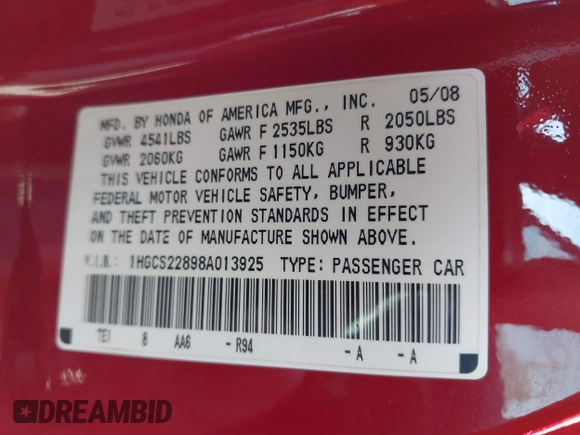 MFD. BY HONDA OF AMERICA MFG., INC. 05/08
GVWR 4541LBS GAWR F 2535LBS R 2050LBS
GVWR 2060KG GAWR F 1150KG R 930KG
THIS VEHICLE CONFORMS TO ALL APPLICABLE
FEDERAL MOTOR VEHICLE SAFETY, BUMPER,
AND THEFT PREVENTION STANDARDS IN EFFECT
ON THE DATE OF MANUFACTURE SHOWN ABOVE.
V.I.N.: 1HGCS22898A013925 TYPE: PASSENGER CAR
TEI 8 AA6 - R94 - A - A
DREAMBID